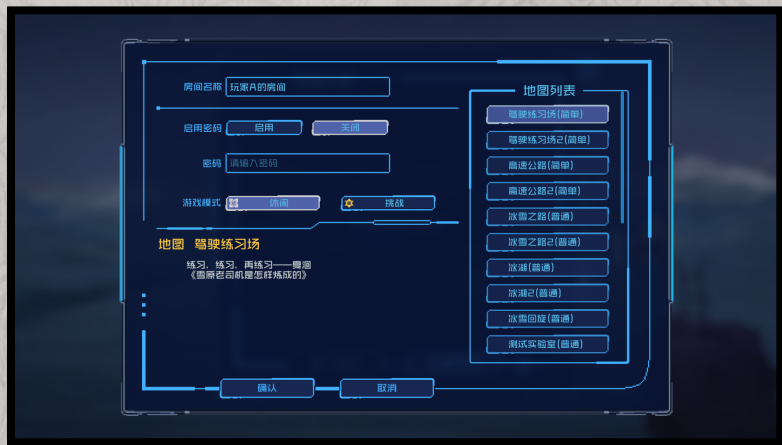 房间名称 玩家A的房间
启用密码 启用 关闭
密码 请输入密码
游戏模式 休闲 挑战
地图 驾驶练习场
练习，练习，再练习——夏洄
《雪原老司机是怎样炼成的》
地图列表
驾驶练习场(简单)
驾驶练习场2(简单)
高速公路(简单)
高速公路2(简单)
冰雪之路(普通)
冰雪之路2(普通)
冰湖(普通)
冰湖2(普通)
冰雪回旋(普通)
测试实验室(普通)
确认 取消